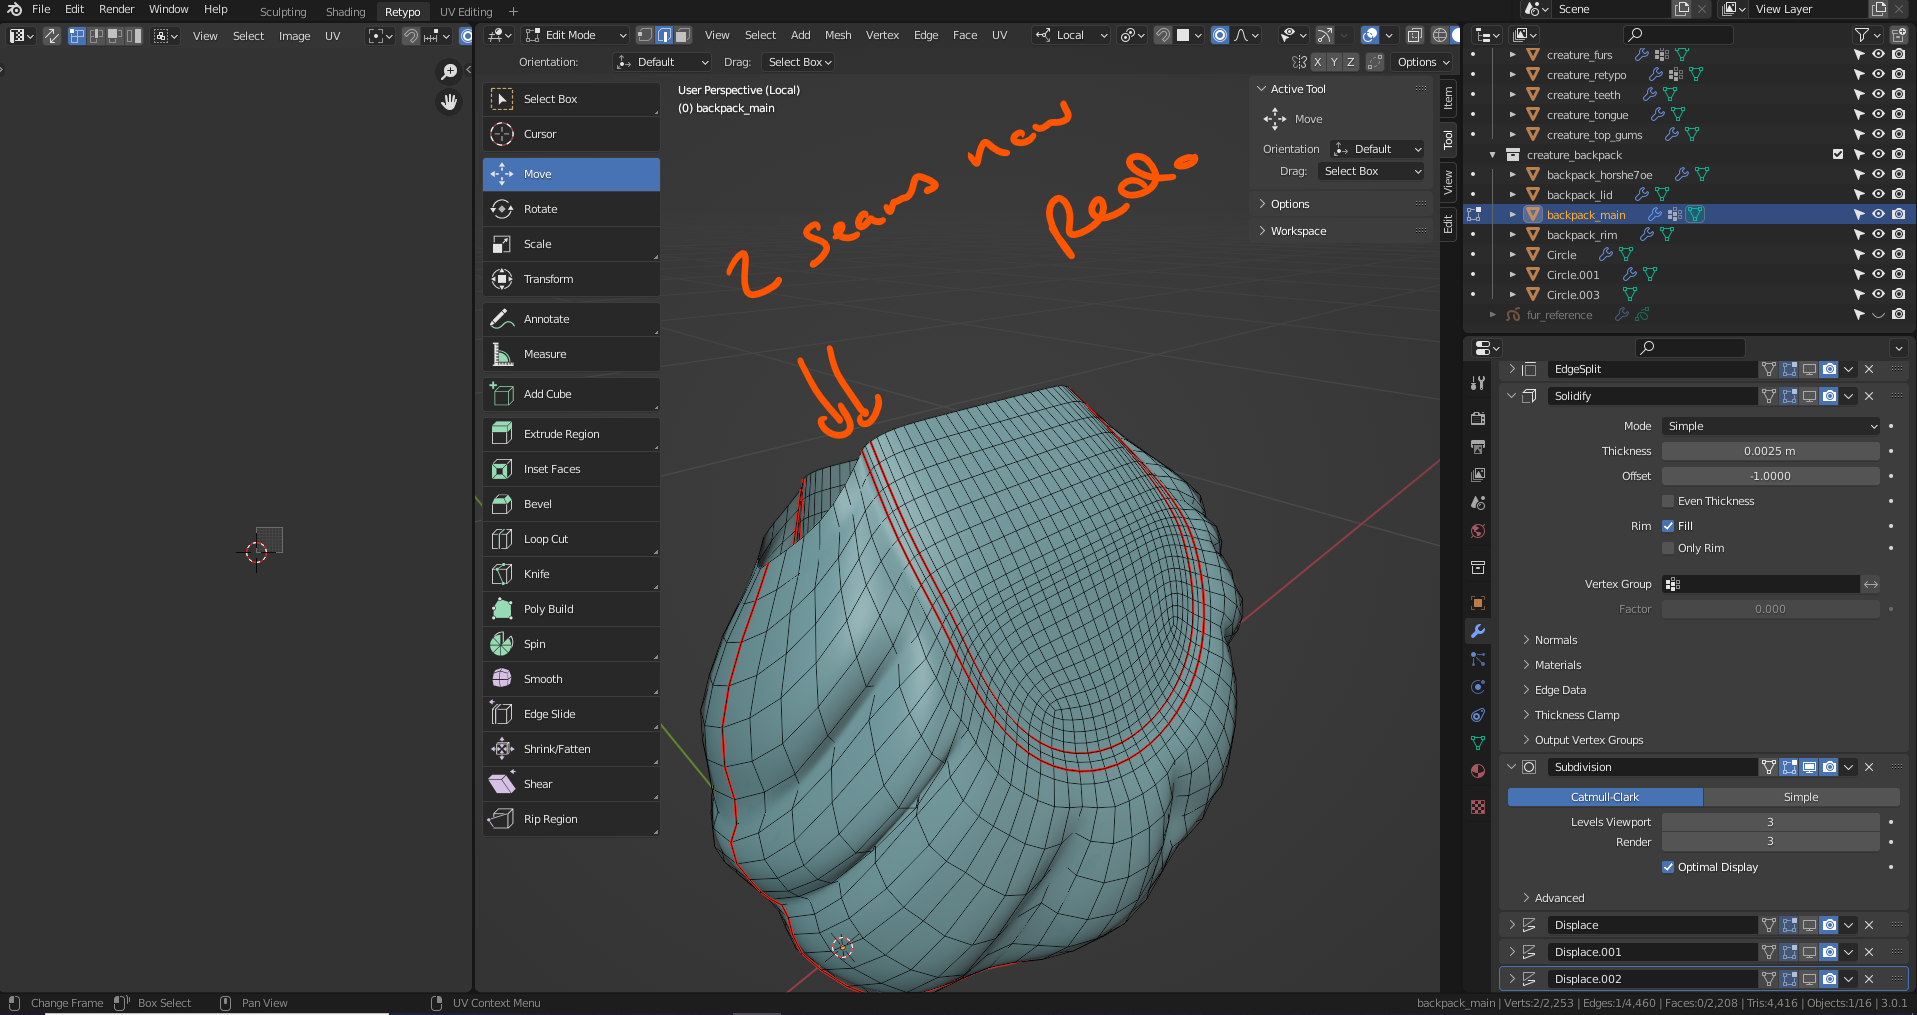 File Edit Render Window Help Sculpting Shading Retypo UV Editing + Scene View Layer
View Select Image UV Edit Mode View Select Add Mesh Vertex Edge Face UV Local
Orientation: Default Drag: Select Box X Y Z Options
User Perspective (Local)
(0) backpack_main
2 seams now
Redo
Select Box
Cursor
Move
Rotate
Scale
Transform
Annotate
Measure
Add Cube
Extrude Region
Inset Faces
Bevel
Loop Cut
Knife
Poly Build
Spin
Smooth
Edge Slide
Shrink/Fatten
Shear
Rip Region
Active Tool
Move
Orientation Default
Drag: Select Box
Options
Workspace
Item
Tool
View
Edit
creature_furs
creature_retypo
creature_teeth
creature_tongue
creature_top_gums
creature_backpack
backpack_horshe7oe
backpack_lid
backpack_main
backpack_rim
Circle
Circle.001
Circle.003
fur_reference
EdgeSplit
Solidify
Mode Simple
Thickness 0.0025 m
Offset -1.0000
Even Thickness
Rim Fill
Only Rim
Vertex Group
Factor 0.000
Normals
Materials
Edge Data
Thickness Clamp
Output Vertex Groups
Subdivision
Catmull-Clark Simple
Levels Viewport 3
Render 3
Optimal Display
Advanced
Displace
Displace.001
Displace.002
Change Frame Box Select Pan View UV Context Menu backpack_main | Verts:2/2,253 | Edges:1/4,460 | Faces:0/2,208 | Tris:4,416 | Objects:1/16 | 3.0.1